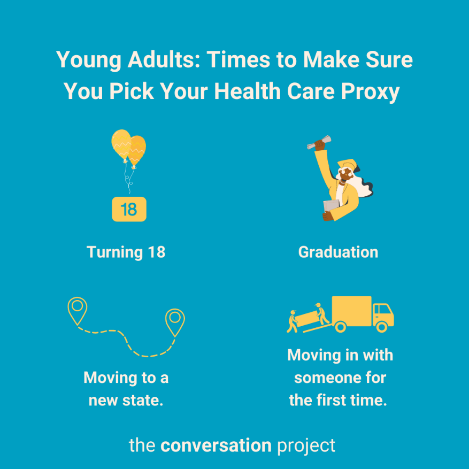 Young Adults: Times to Make Sure
You Pick Your Health Care Proxy
18
Turning 18
Graduation
Moving to a
new state.
Moving in with
someone for
the first time.
the conversation project